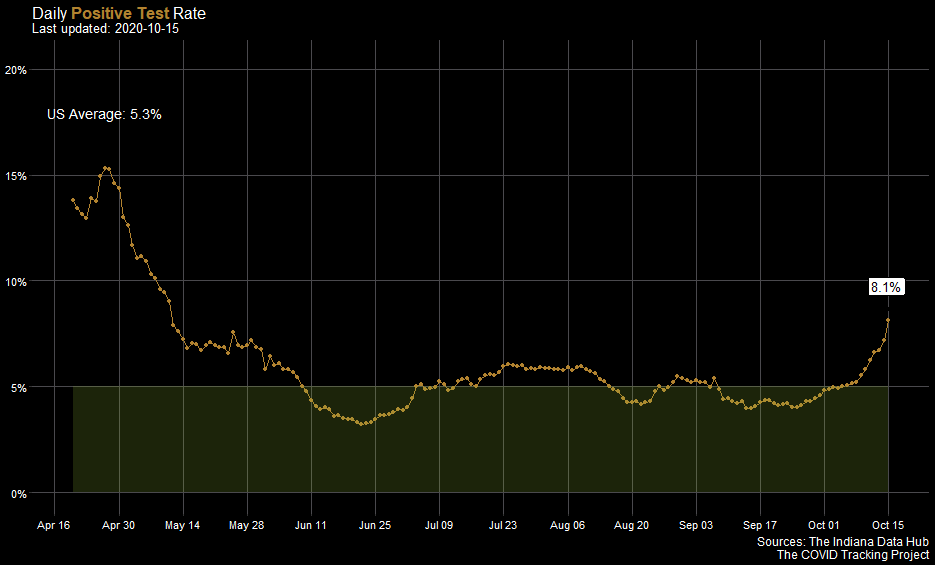 Daily Positive Test Rate
Last updated: 2020-10-15
20%
US Average: 5.3%
15%
10%
8.1%
5%
0%
Apr 16 Apr 30 May 14 May 28 Jun 11 Jun 25 Jul 09 Jul 23 Aug 06 Aug 20 Sep 03 Sep 17 Oct 01 Oct 15
Sources: The Indiana Data Hub
The COVID Tracking Project